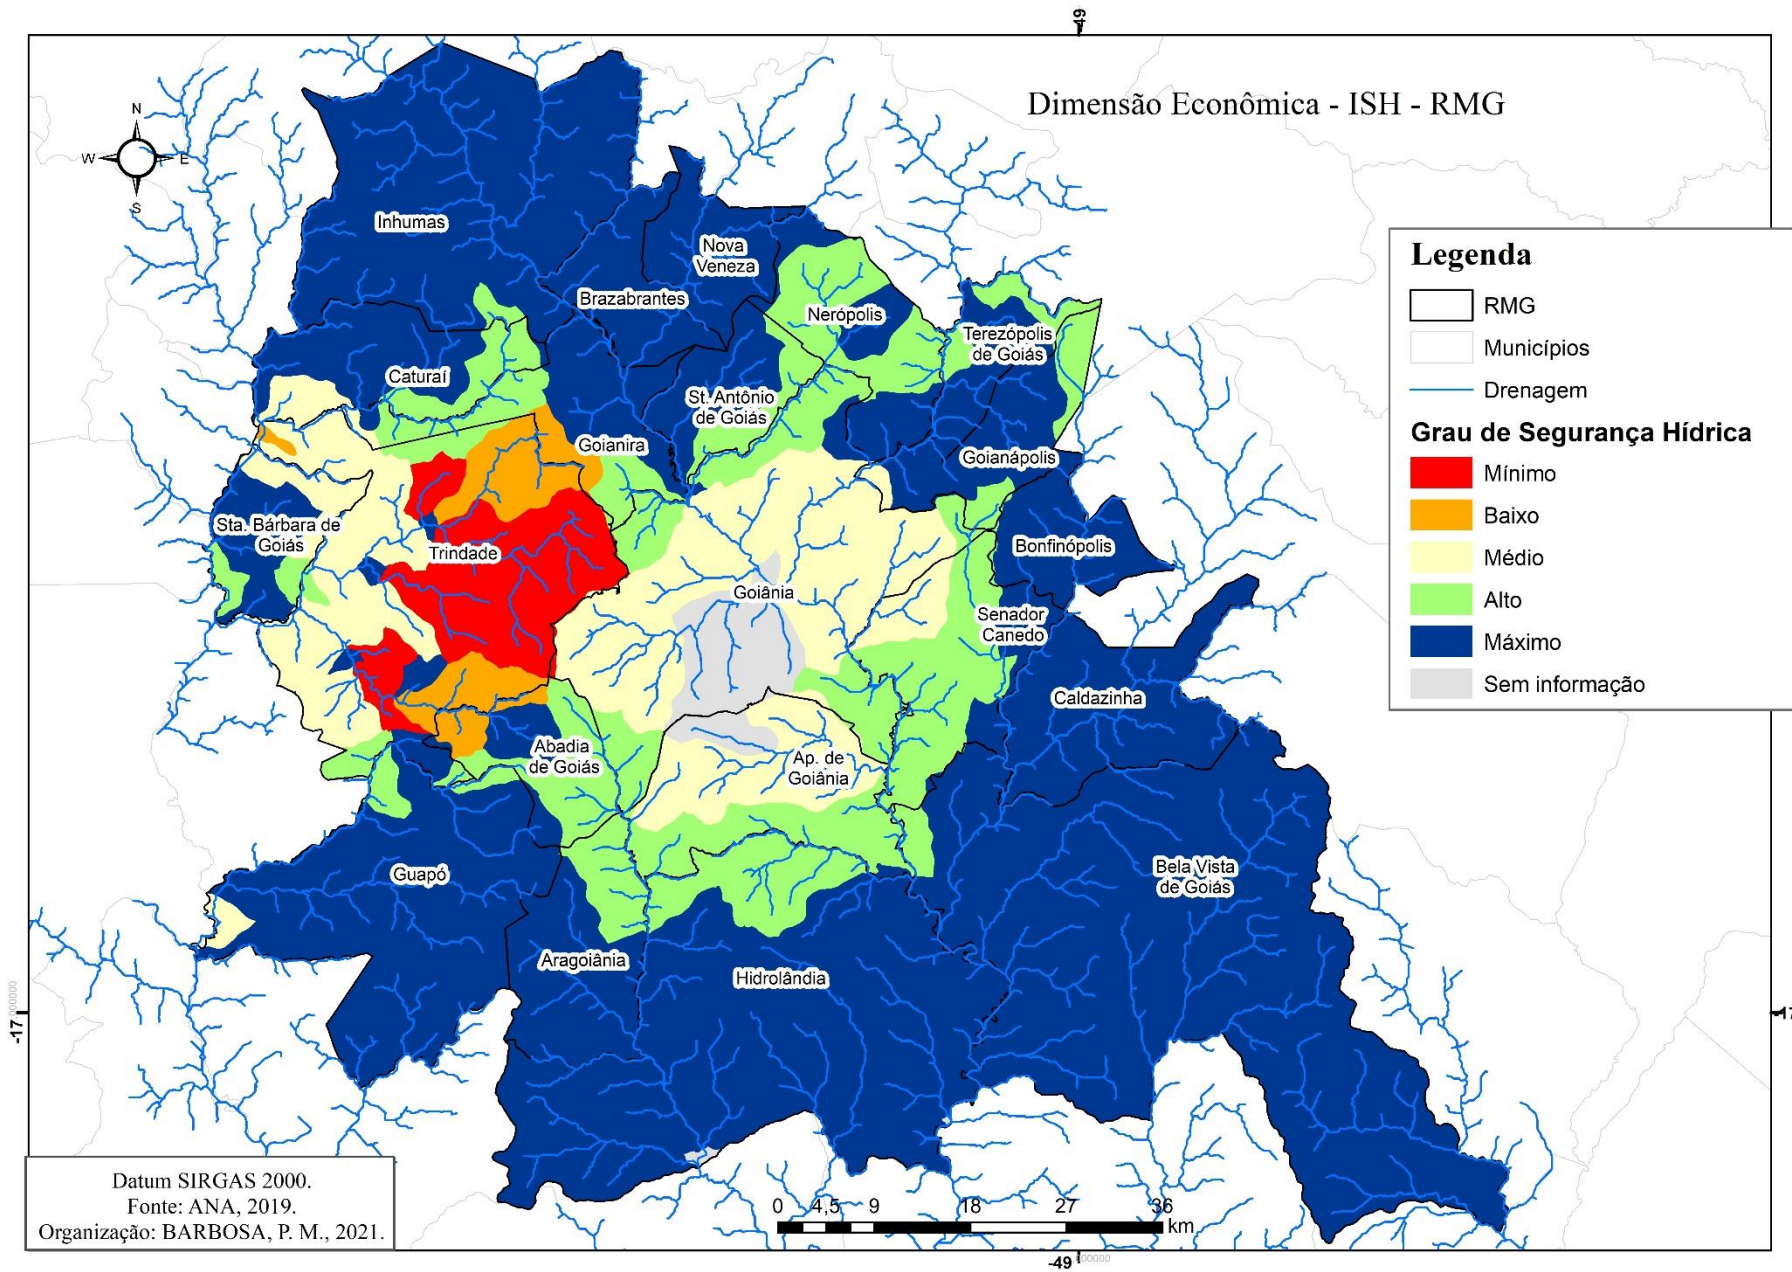 49
Dimensão Econômica - ISH - RMG
N
W
E
S
Inhumas
Nova
Veneza
Brazabrantes
Nerópolis
Terezópolis
de Goiás
Caturaí
St. Antônio
de Goiás
Goianira
Goianápolis
Sta. Bárbara de
Goiás
Trindade
Bonfinópolis
Goiânia
Senador
Canedo
Caldazinha
Abadia
de Goiás
Ap. de
Goiânia
Guapó
Bela Vista
de Goiás
Aragoiânia
Hidrolândia
Legenda
RMG
Municípios
Drenagem
Grau de Segurança Hídrica
Mínimo
Baixo
Médio
Alto
Máximo
Sem informação
-17
-17
Datum SIRGAS 2000.
Fonte: ANA, 2019.
Organização: BARBOSA, P. M., 2021.
0 4,5 9 18 27 36
km
-49